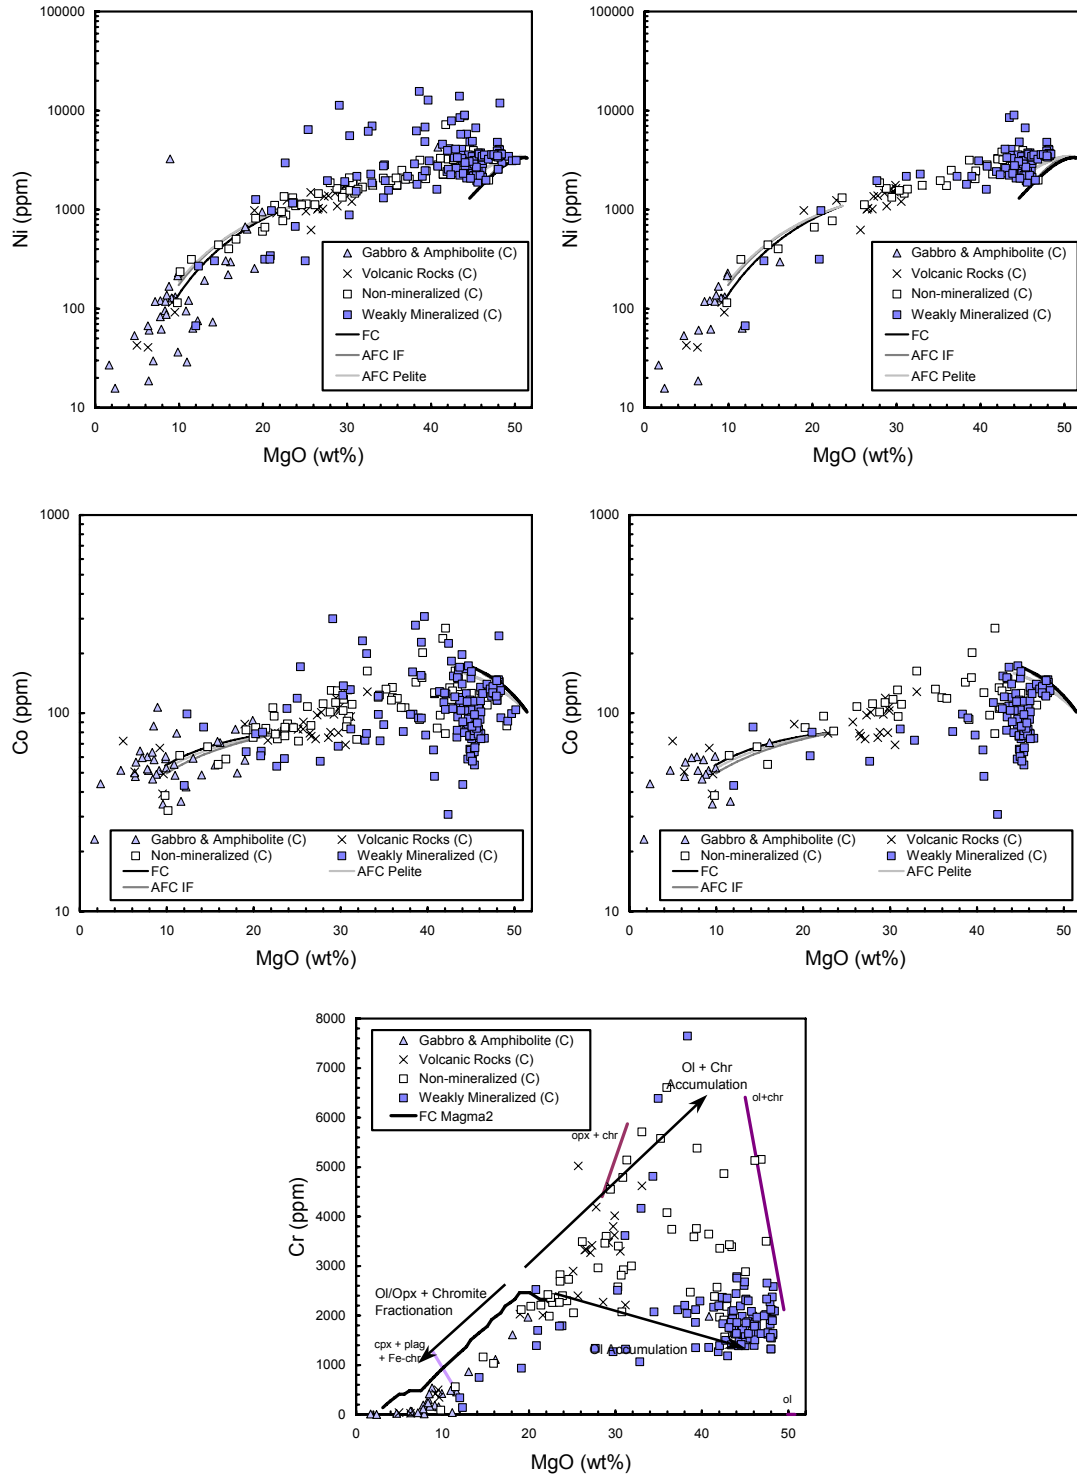 100000
10000
1000
100
10
Ni (ppm)
0 10 20 30 40 50
MgO (wt%)
Gabbro & Amphibolite (C)
Volcanic Rocks (C)
Non-mineralized (C)
Weakly Mineralized (C)
FC
AFC IF
AFC Pelite
100000
10000
1000
100
10
Ni (ppm)
0 10 20 30 40 50
MgO (wt%)
Gabbro & Amphibolite (C)
Volcanic Rocks (C)
Non-mineralized (C)
Weakly Mineralized (C)
FC
AFC IF
AFC Pelite
1000
100
10
Co (ppm)
0 10 20 30 40 50
MgO (wt%)
Gabbro & Amphibolite (C) Volcanic Rocks (C)
Non-mineralized (C) Weakly Mineralized (C)
FC AFC Pelite
AFC IF
1000
100
10
Co (ppm)
0 10 20 30 40 50
MgO (wt%)
Gabbro & Amphibolite (C) Volcanic Rocks (C)
Non-mineralized (C) Weakly Mineralized (C)
FC AFC Pelite
AFC IF
8000
7000
6000
5000
4000
3000
2000
1000
0
Cr (ppm)
0 10 20 30 40 50
MgO (wt%)
Gabbro & Amphibolite (C)
Volcanic Rocks (C)
Non-mineralized (C)
Weakly Mineralized (C)
FC Magma2
Ol + Chr
Accumulation
ol+chr
opx + chr
Ol/Opx + Chromite
Fractionation
cpx + plag
+ Fe-chr
Ol Accumulation
ol